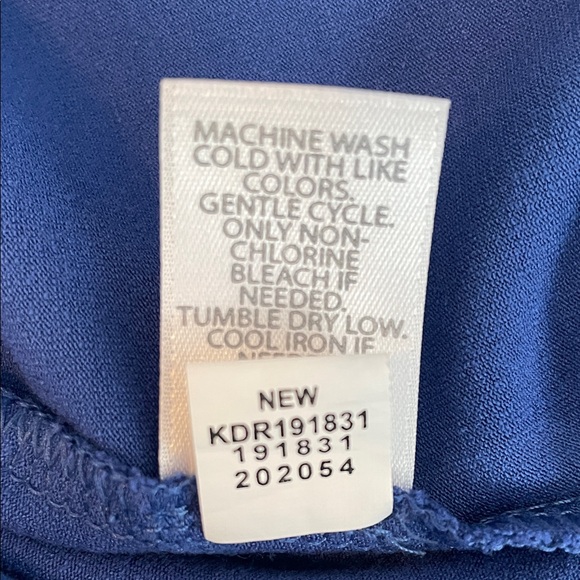 MACHINE WASH
COLD WITH LIKE
COLORS.
GENTLE CYCLE.
ONLY NON-
CHLORINE
BLEACH IF
NEEDED.
TUMBLE DRY LOW.
COOL IRON IF
NEW
KDR191831
191831
202054